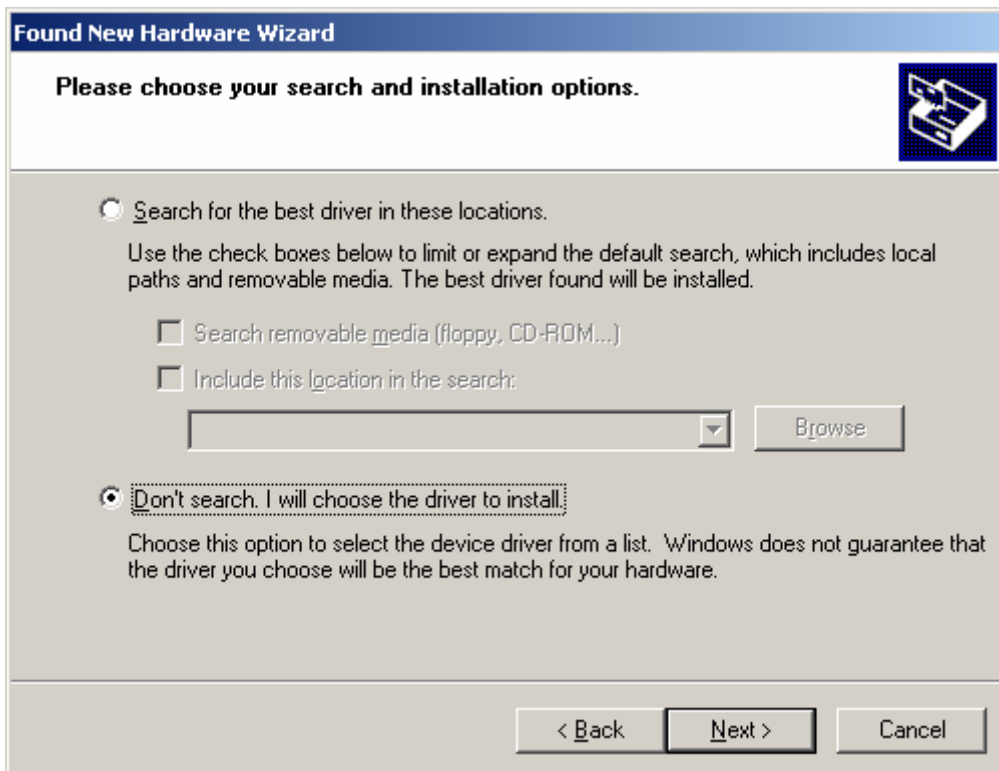 Found New Hardware Wizard
Please choose your search and installation options.
Search for the best driver in these locations.
Use the check boxes below to limit or expand the default search, which includes local
paths and removable media. The best driver found will be installed.
Search removable media (floppy, CD-ROM...)
Include this location in the search:
Browse
Don't search. I will choose the driver to install.
Choose this option to select the device driver from a list. Windows does not guarantee that
the driver you choose will be the best match for your hardware.
< Back Next > Cancel